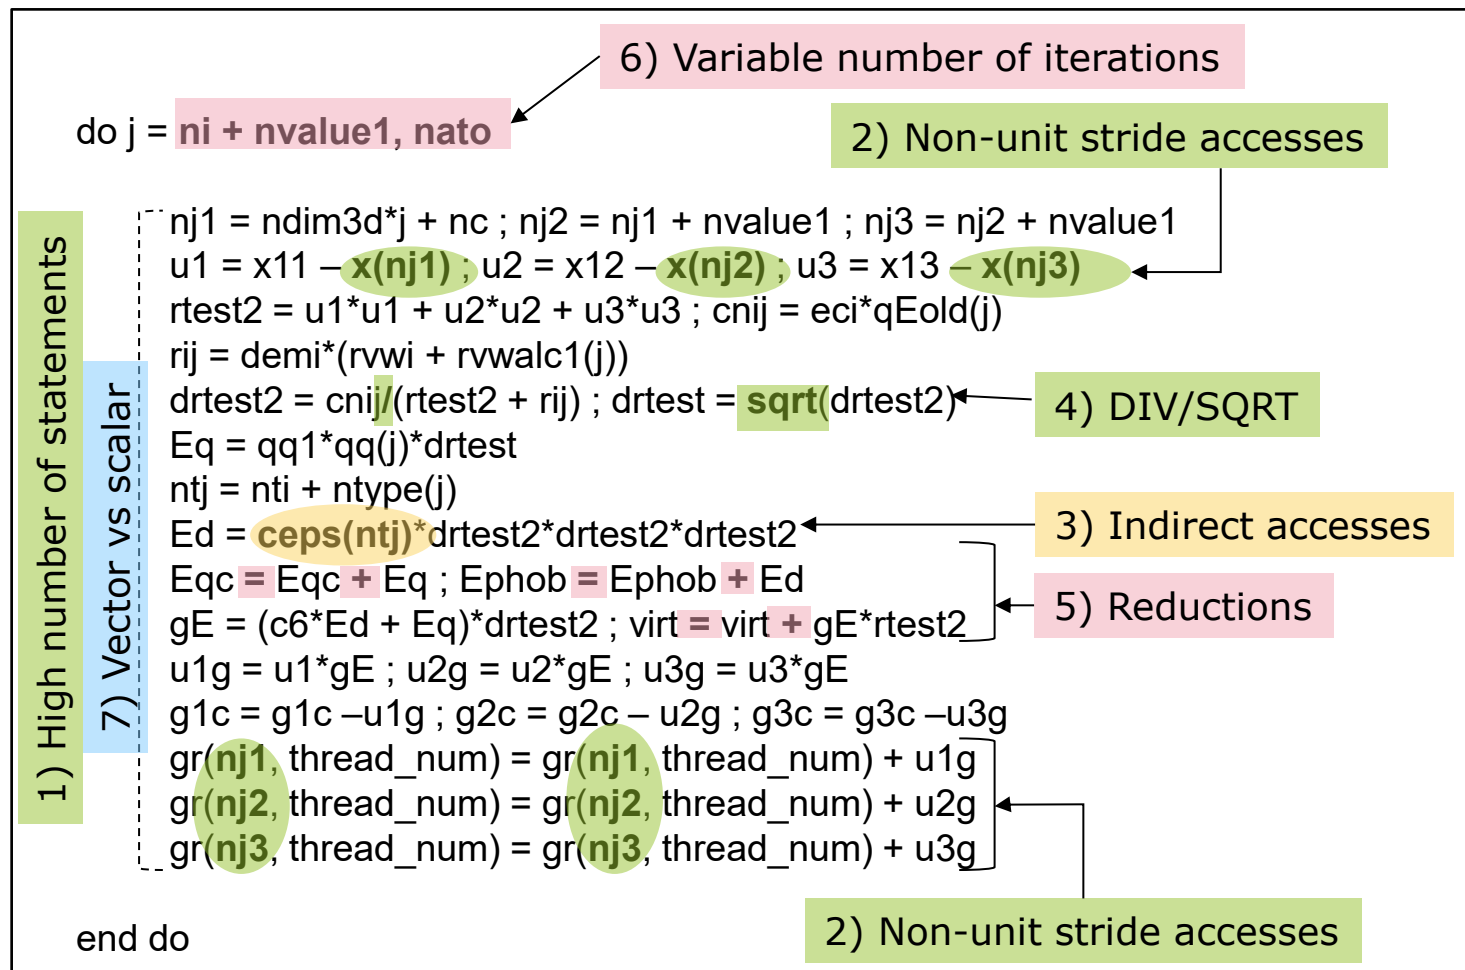 6) Variable number of iterations
do j = ni + nvalue1, nato
2) Non-unit stride accesses
1) High number of statements
7) Vector vs scalar
nj1 = ndim3d*j + nc ; nj2 = nj1 + nvalue1 ; nj3 = nj2 + nvalue1
u1 = x11 – x(nj1) ; u2 = x12 – x(nj2) ; u3 = x13 – x(nj3)
rtest2 = u1*u1 + u2*u2 + u3*u3 ; cnij = eci*qEold(j)
rij = demi*(rvwi + rvwalc1(j))
drtest2 = cnij/(rtest2 + rij) ; drtest = sqrt(drtest2)
4) DIV/SQRT
Eq = qq1*qq(j)*drtest
ntj = nti + ntype(j)
Ed = ceps(ntj)*drtest2*drtest2*drtest2
3) Indirect accesses
Eqc = Eqc + Eq ; Ephob = Ephob + Ed
5) Reductions
gE = (c6*Ed + Eq)*drtest2 ; virt = virt + gE*rtest2
u1g = u1*gE ; u2g = u2*gE ; u3g = u3*gE
g1c = g1c –u1g ; g2c = g2c – u2g ; g3c = g3c –u3g
gr(nj1, thread_num) = gr(nj1, thread_num) + u1g
gr(nj2, thread_num) = gr(nj2, thread_num) + u2g
gr(nj3, thread_num) = gr(nj3, thread_num) + u3g
2) Non-unit stride accesses
end do